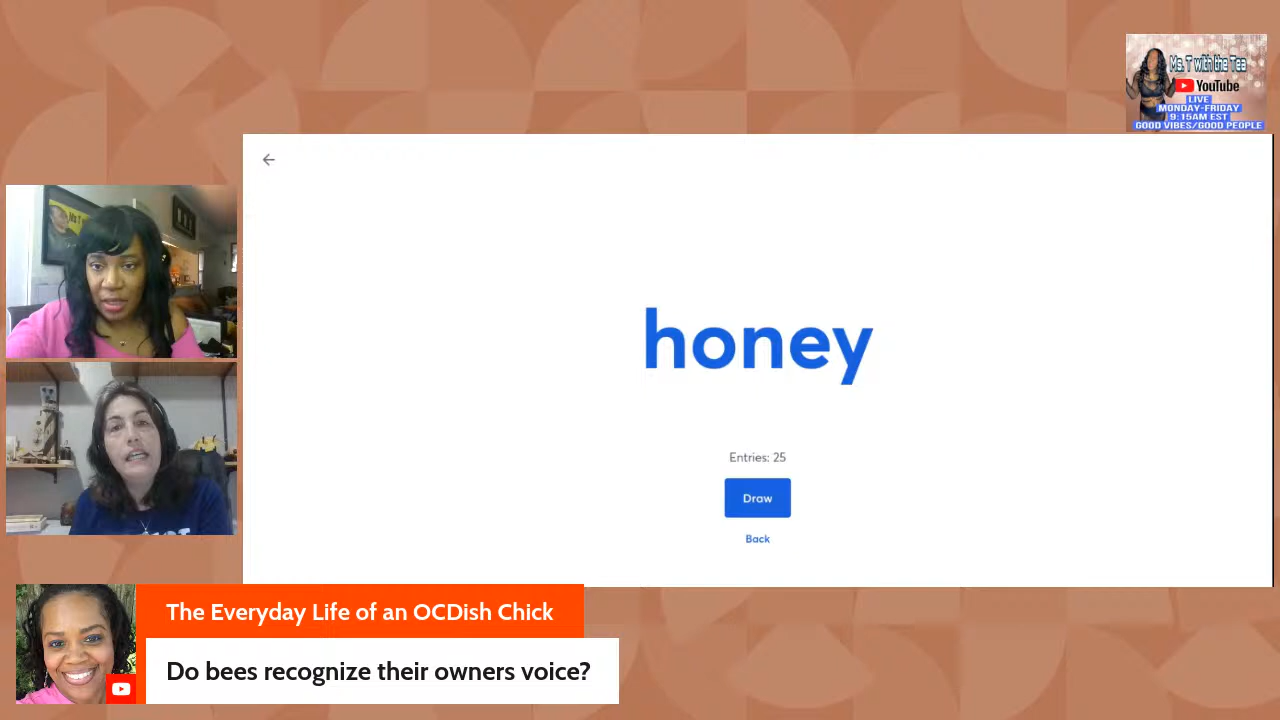 Ms. T with the Tee
YouTube
LIVE
MONDAY-FRIDAY
9:15AM EST
GOOD VIBES/GOOD PEOPLE
honey
Entries: 25
Draw
Back
The Everyday Life of an OCDish Chick
Do bees recognize their owners voice?